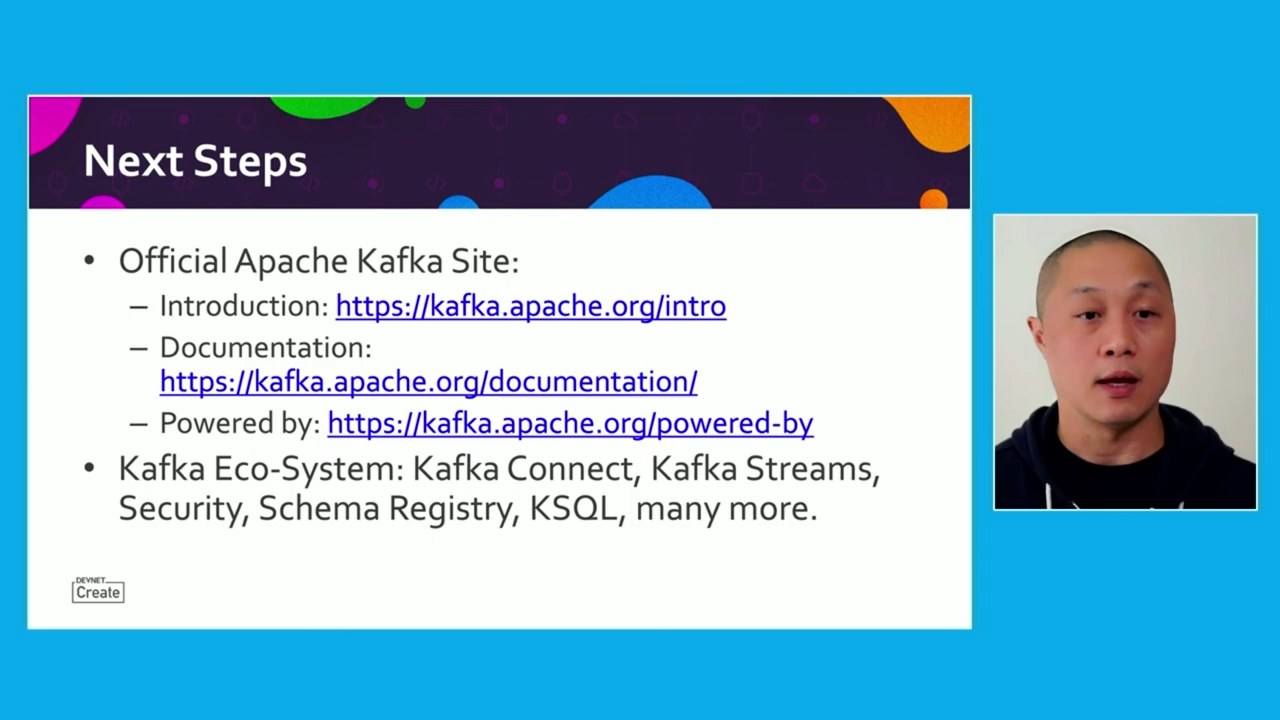 Next Steps
• Official Apache Kafka Site:
– Introduction: https://kafka.apache.org/intro
– Documentation:
https://kafka.apache.org/documentation/
– Powered by: https://kafka.apache.org/powered-by
• Kafka Eco-System: Kafka Connect, Kafka Streams,
Security, Schema Registry, KSQL, many more.
DEVNET
Create